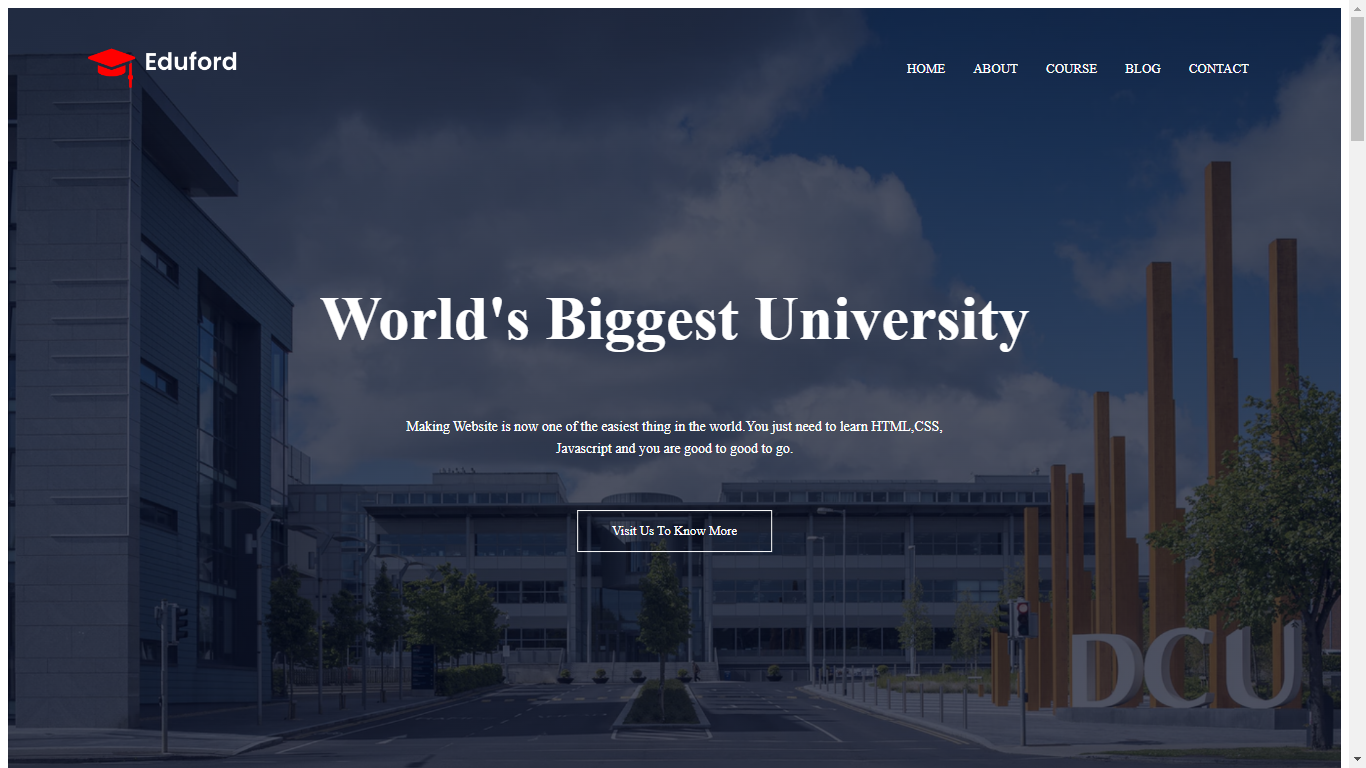 Eduford
HOME ABOUT COURSE BLOG CONTACT
World's Biggest University
Making Website is now one of the easiest thing in the world.You just need to learn HTML,CSS,
Javascript and you are good to good to go.
Visit Us To Know More
DCU